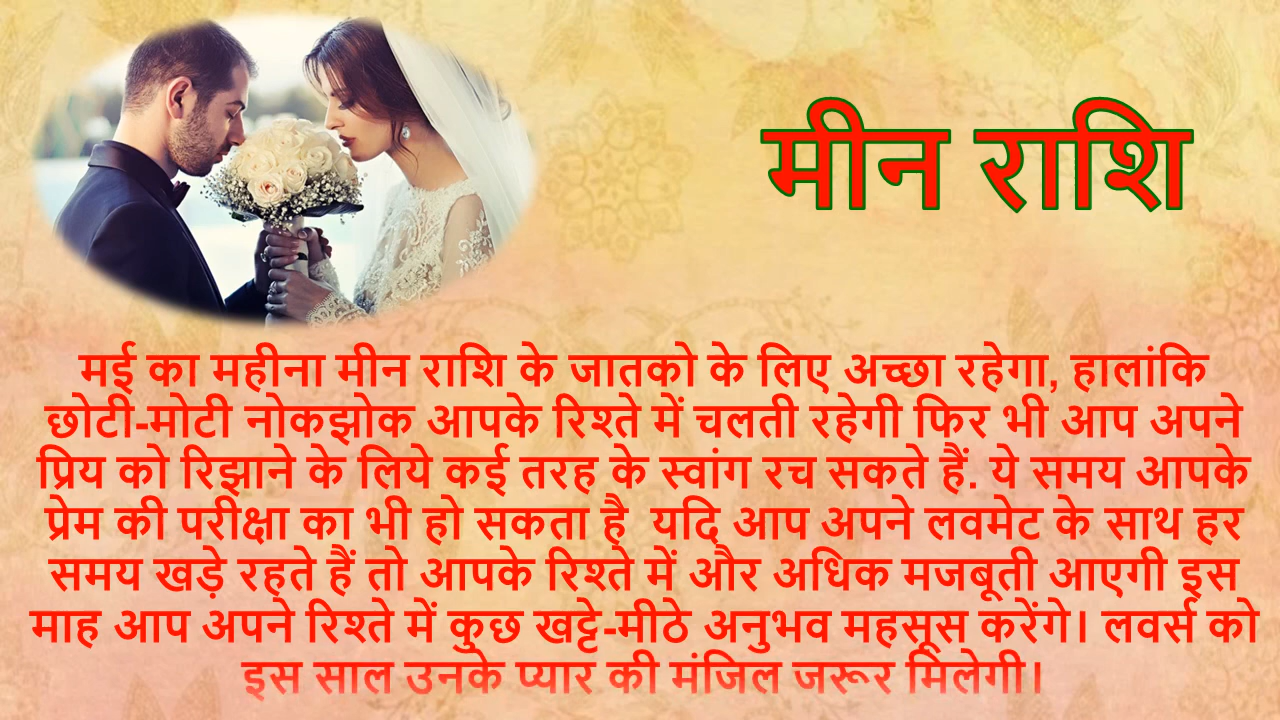 मीन राशि
मई का महीना मीन राशि के जातको के लिए अच्छा रहेगा, हालांकि
छोटी-मोटी नोकझोक आपके रिश्ते में चलती रहेगी फिर भी आप अपने
प्रिय को रिझाने के लिये कई तरह के स्वांग रच सकते हैं. ये समय आपके
प्रेम की परीक्षा का भी हो सकता है यदि आप अपने लवमेट के साथ हर
समय खड़े रहते हैं तो आपके रिश्ते में और अधिक मजबूती आएगी इस
माह आप अपने रिश्ते में कुछ खट्टे-मीठे अनुभव महसूस करेंगे। लवर्स को
इस साल उनके प्यार की मंजिल जरूर मिलेगी।